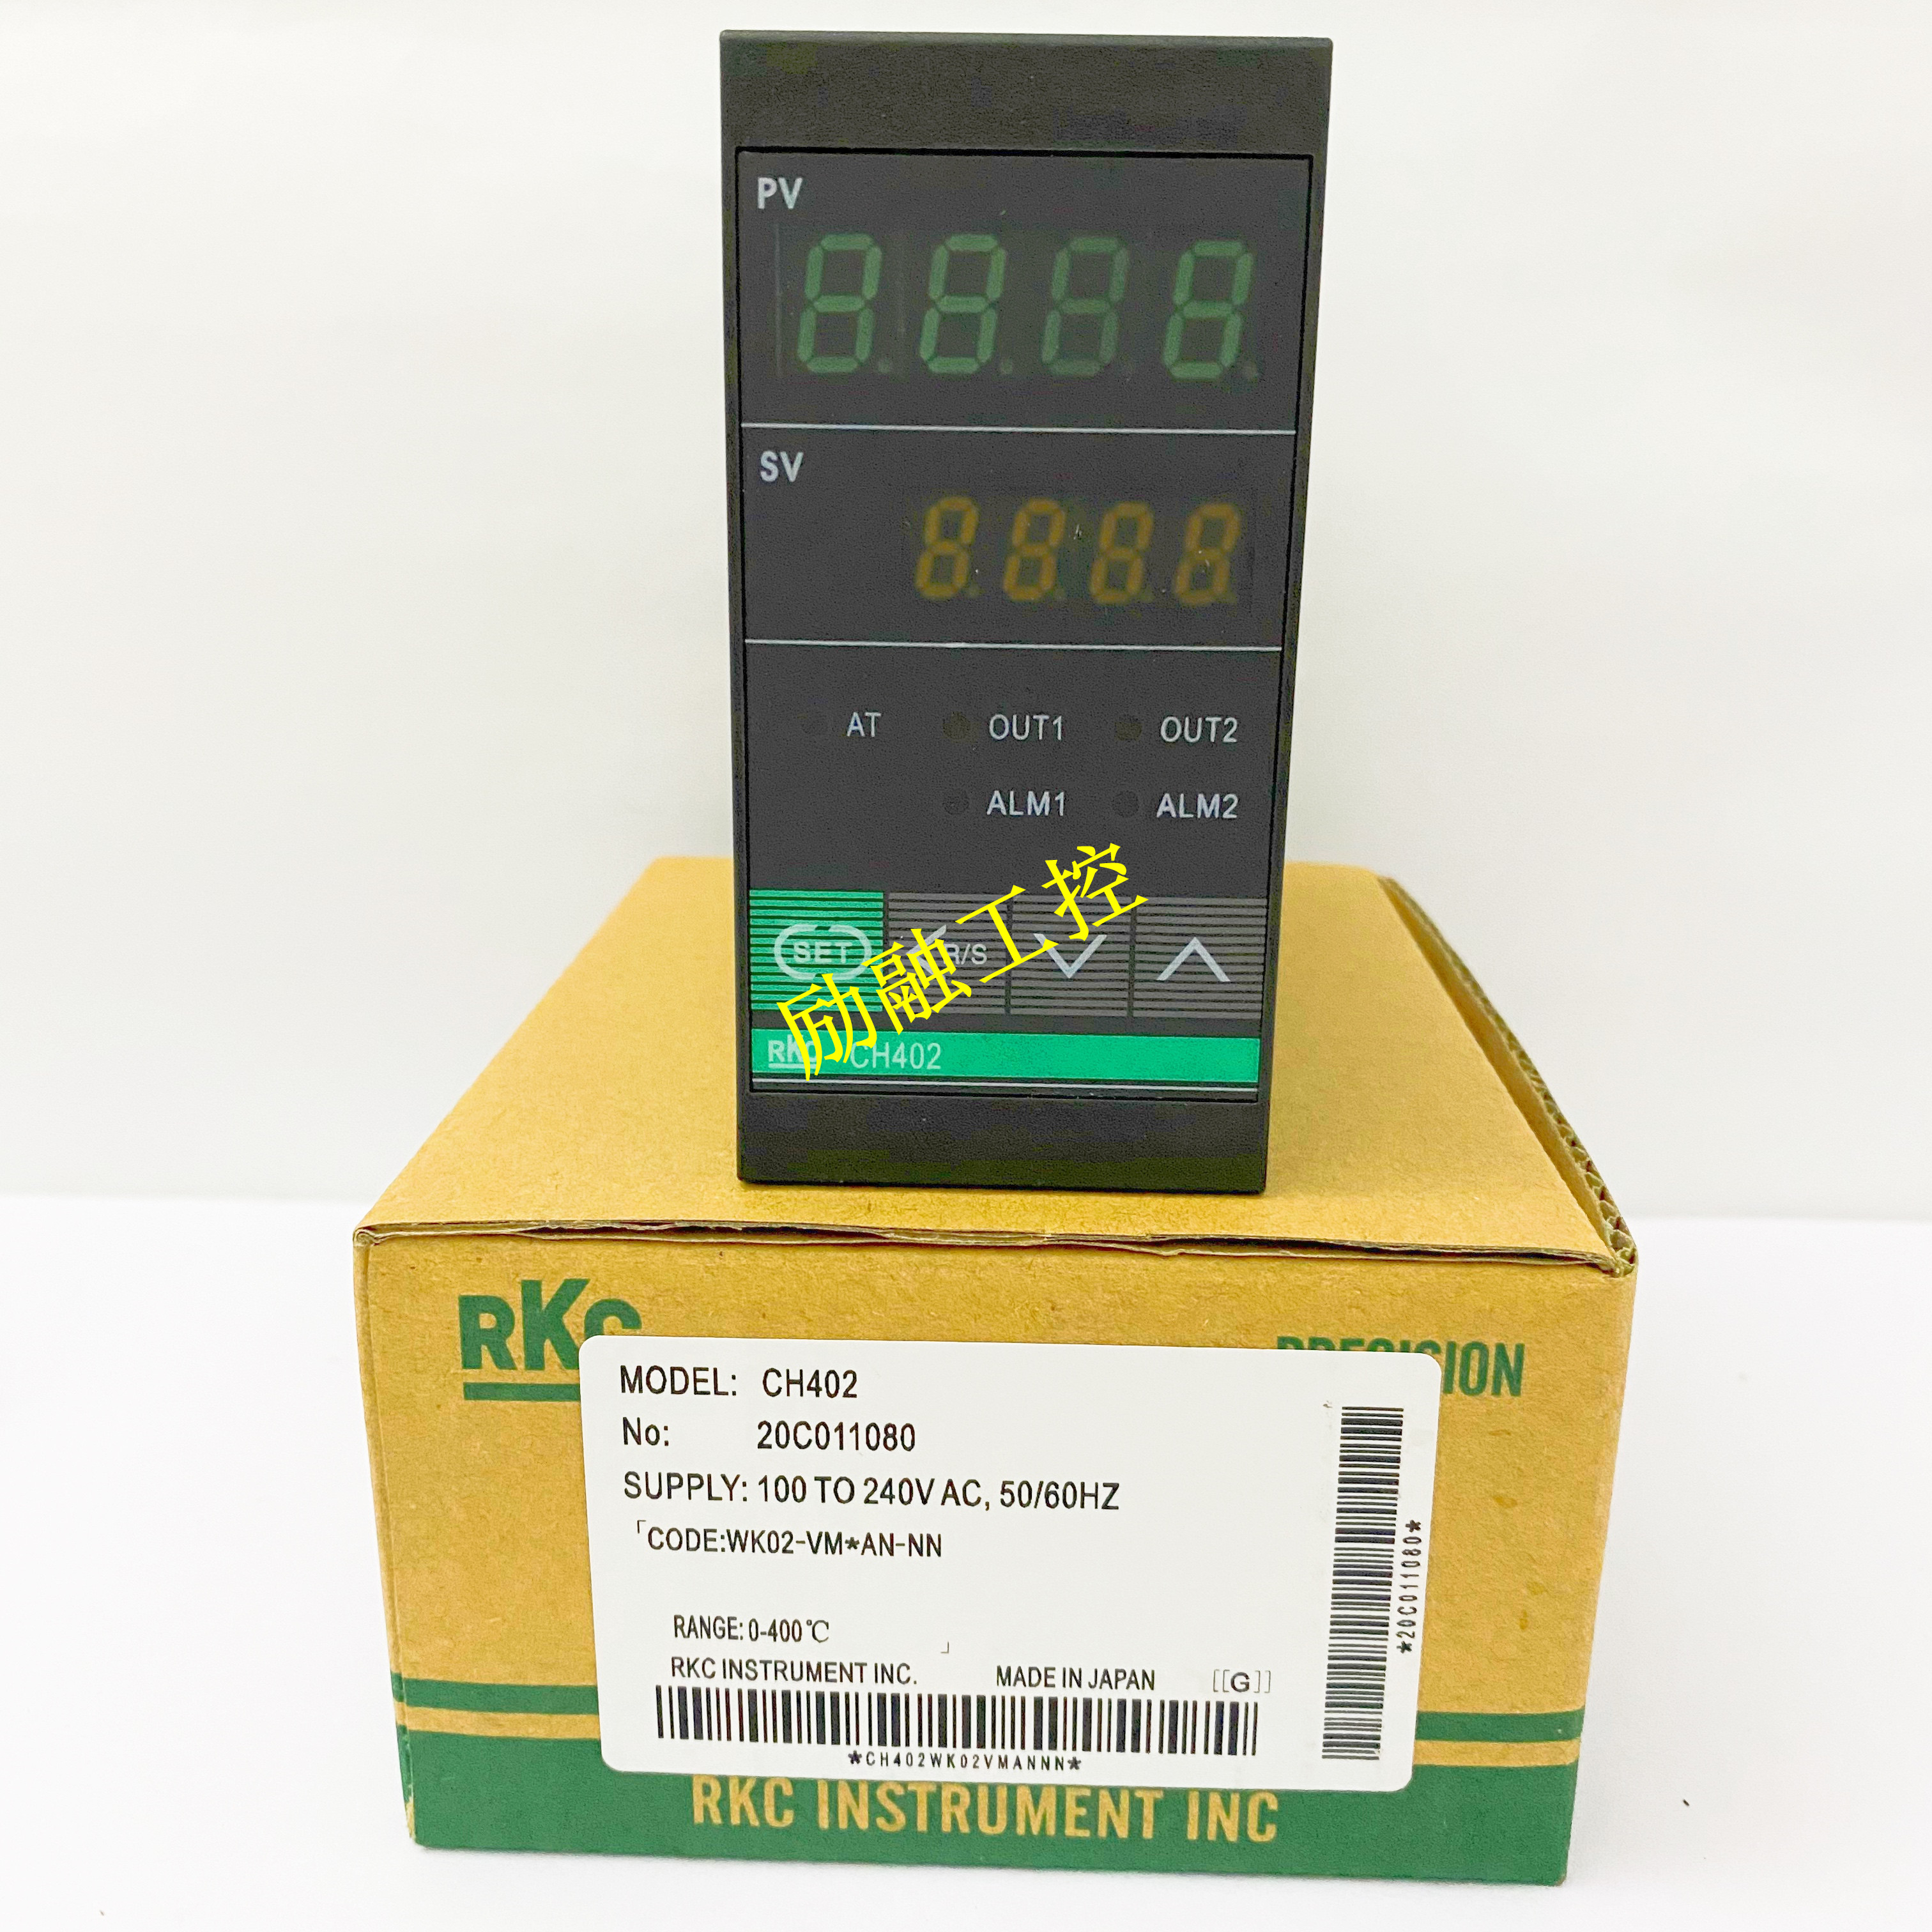 PV
8.8.8.8.
SV
8.8.8.8.
AT OUT1 OUT2
ALM1 ALM2
SET <R/S
励融工控
RKC CH402
RKC PRECISION
MODEL: CH402
No: 20C011080
SUPPLY: 100 TO 240V AC, 50/60HZ
「CODE:WK02-VM*AN-NN
RANGE: 0-400℃ 」
RKC INSTRUMENT INC. MADE IN JAPAN [[G]]
*CH402WK02VMANNN*
*20C011080*
RKC INSTRUMENT INC